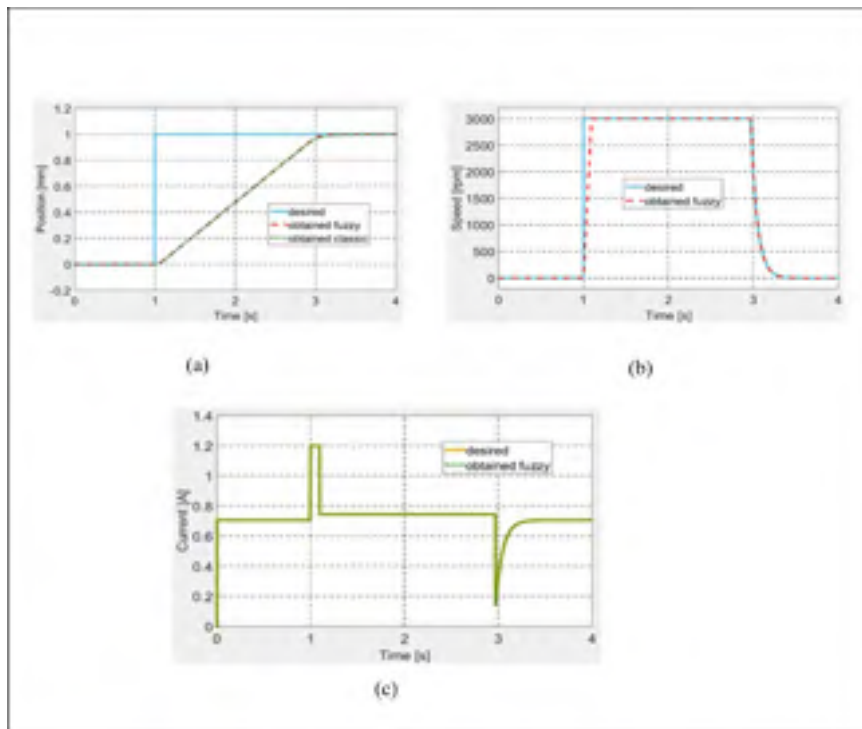 1.2
1
0.8
0.6
0.4
0.2
0
-0.2
Position [mm]
desired
obtained fuzzy
obtained classic
0 1 2 3 4
Time [s]
(a)
3000
2500
2000
1500
1000
500
0
Speed [rpm]
desired
obtained fuzzy
0 1 2 3 4
Time [s]
(b)
1.4
1.2
1
0.8
0.6
0.4
0.2
0
Current [A]
desired
obtained fuzzy
0 1 2 3 4
Time [s]
(c)